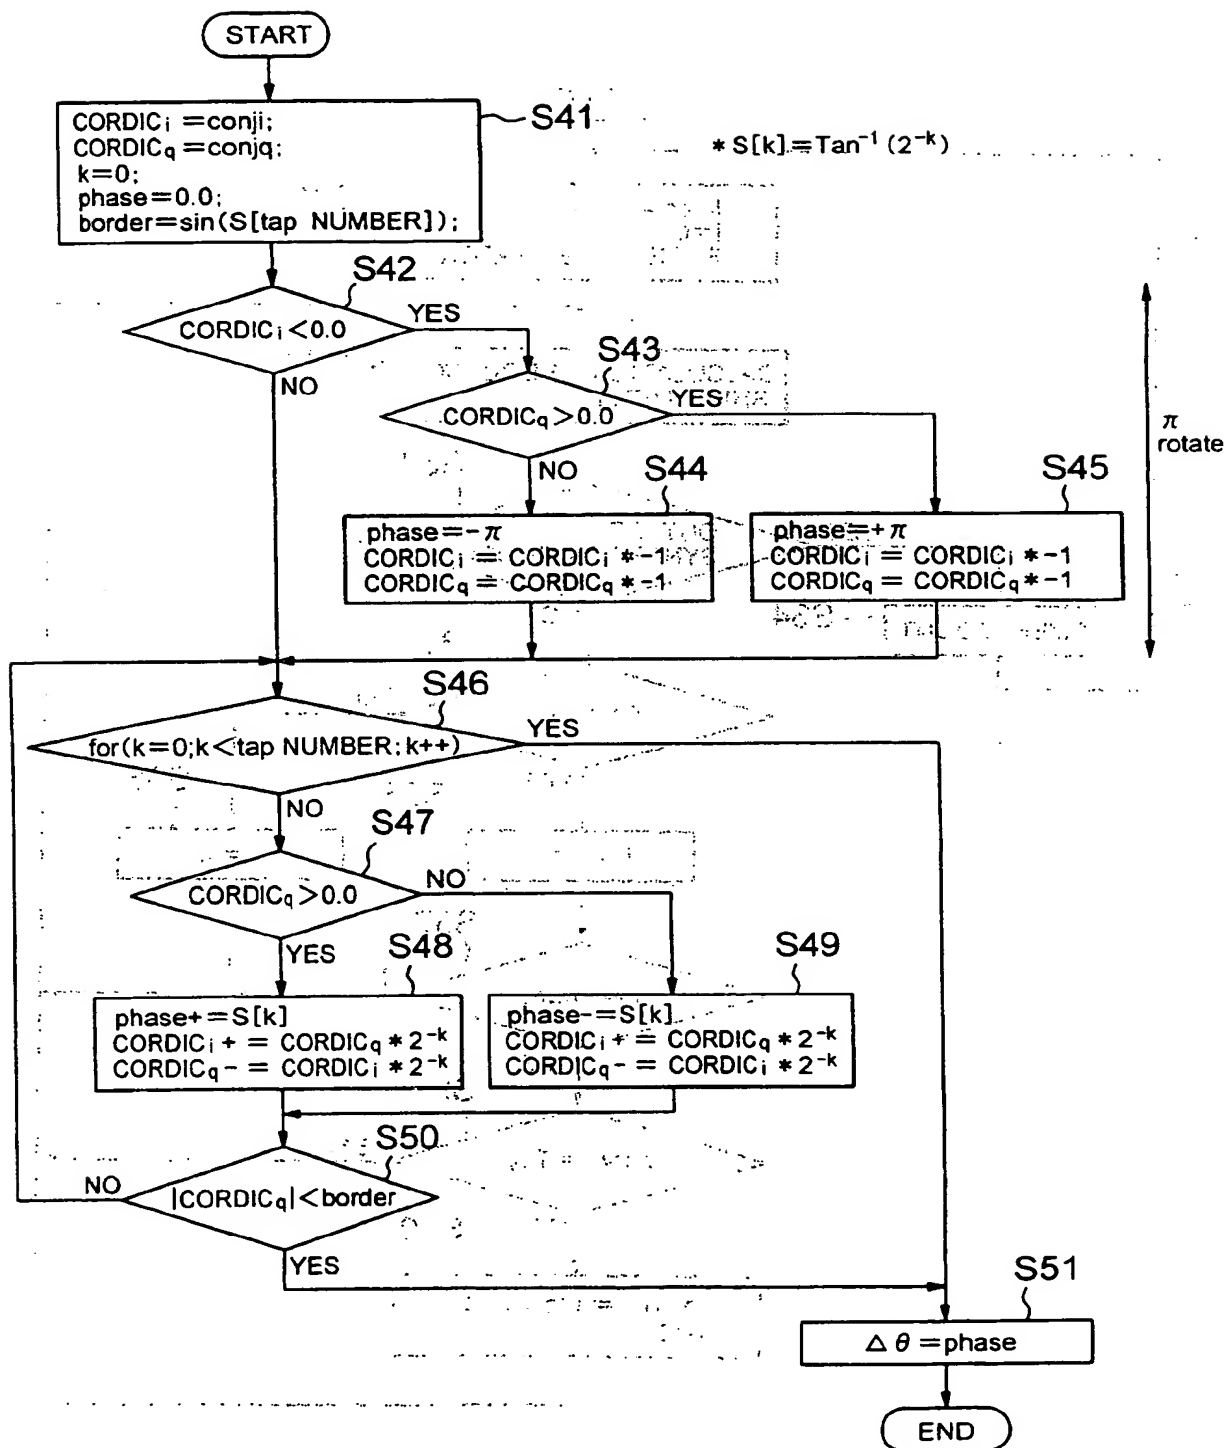 START
S41
CORDICi=conji;
CORDICq=conjq;
k=0;
phase=0.0;
border=sin(S[tap NUMBER]);
* S[k]=Tan⁻¹(2⁻ᵏ)
S42
CORDICi<0.0
YES
NO
S43
CORDICq>0.0
YES
NO
π
rotate
S44
phase=-π
CORDICi = CORDICi *-1
CORDICq = CORDICq *-1
S45
phase=+π
CORDICi = CORDICi *-1
CORDICq = CORDICq *-1
S46
for(k=0;k<tap NUMBER;k++)
YES
NO
S47
CORDICq>0.0
NO
YES
S48
phase+=S[k]
CORDICi+ = CORDICq * 2⁻ᵏ
CORDICq- = CORDICi * 2⁻ᵏ
S49
phase-=S[k]
CORDICi+ = CORDICq * 2⁻ᵏ
CORDICq- = CORDICi * 2⁻ᵏ
S50
|CORDICq|<border
NO
YES
S51
Δθ=phase
END